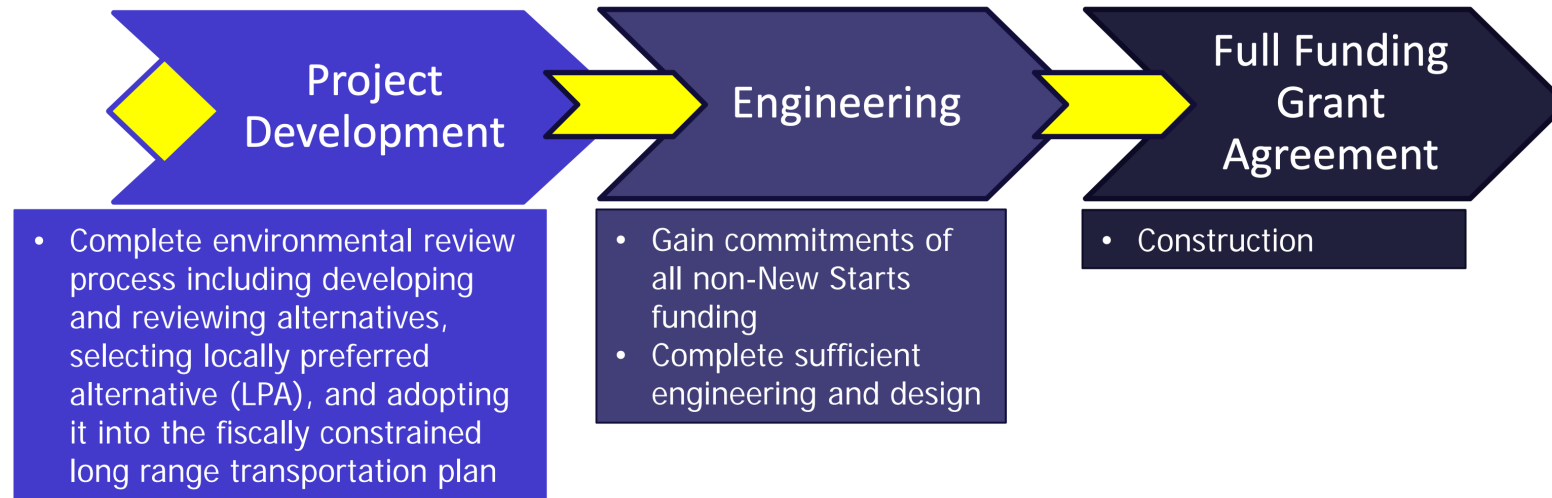 Project
Development
Engineering
Full Funding
Grant
Agreement
• Complete environmental review
process including developing
and reviewing alternatives,
selecting locally preferred
alternative (LPA), and adopting
it into the fiscally constrained
long range transportation plan
• Gain commitments of
all non-New Starts
funding
• Complete sufficient
engineering and design
• Construction